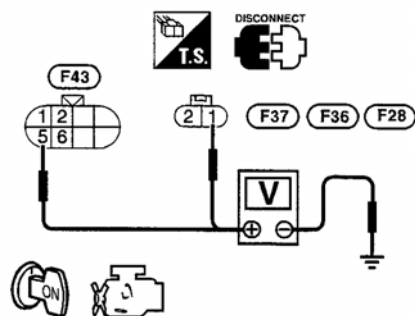 DISCONNECT
T.S.
F43
1 2
5 6
2 1
F37 F36 F28
V
⊕ ⊖
ON